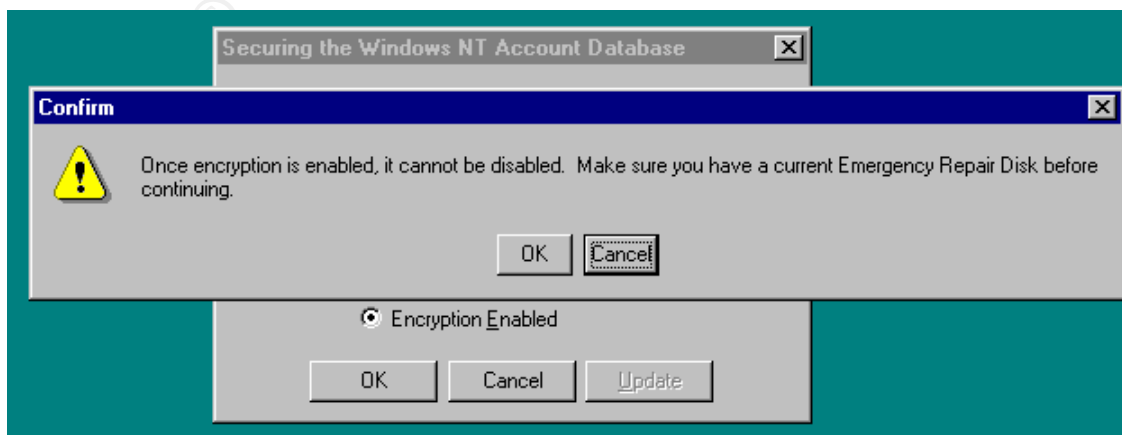 Securing the Windows NT Account Database
Confirm
Once encryption is enabled, it cannot be disabled.  Make sure you have a current Emergency Repair Disk before
continuing.
OK Cancel
Encryption Enabled
OK Cancel Update